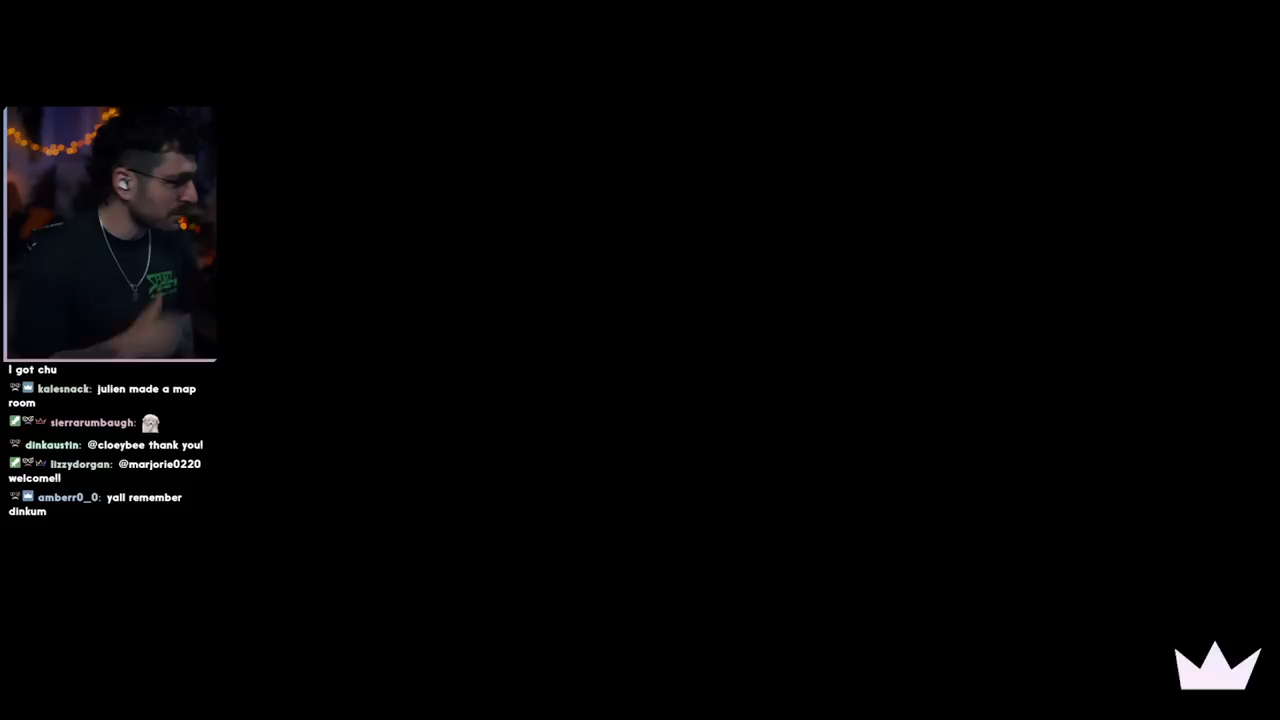 I got chu
kalesnack: julien made a map
room
sierrarumbaugh:
dinkaustin: @cloeybee thank you!
lizzydorgan: @marjorie0220
welcome!!
amberr0_0: yall remember
dinkum